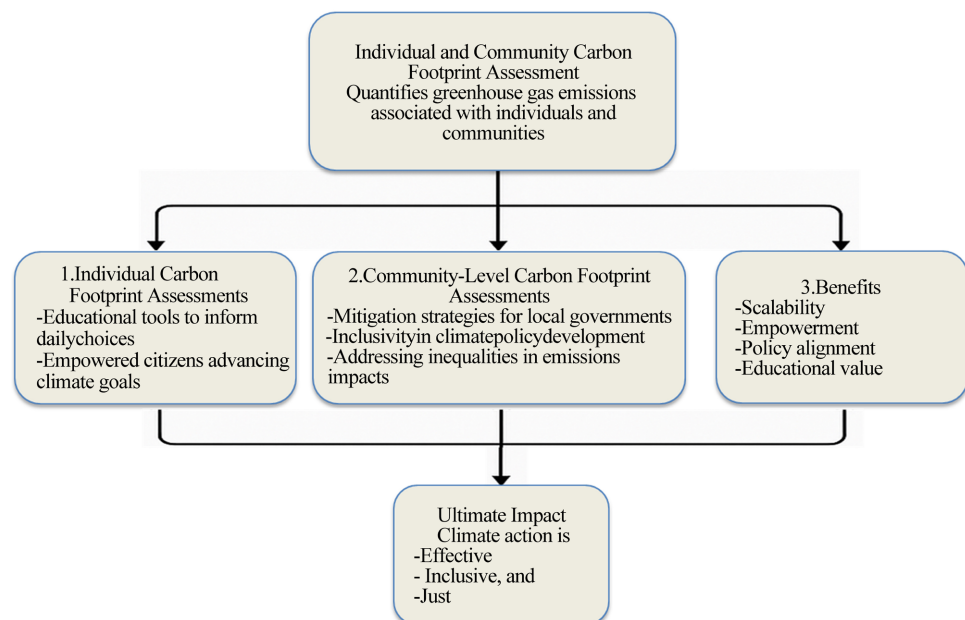 Individual and Community Carbon
Footprint Assessment
Quantifies greenhouse gas emissions
associated with individuals and
communities
1.Individual Carbon
Footprint Assessments
-Educational tools to inform
dailychoices
-Empowered citizens advancing
climate goals
2.Community-Level Carbon Footprint
Assessments
-Mitigation strategies for local governments
-Inclusivityin climatepolicydevelopment
-Addressing inequalities in emissions
impacts
3.Benefits
-Scalability
-Empowerment
-Policy alignment
-Educational value
Ultimate Impact
Climate action is
-Effective
- Inclusive, and
-Just